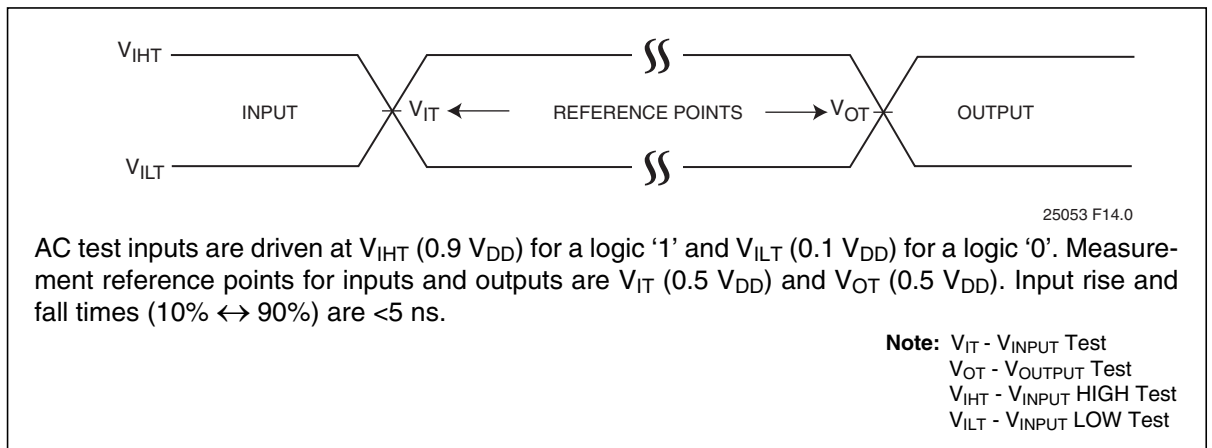 VIHT
INPUT
VIT
REFERENCE POINTS
VOT
OUTPUT
VILT
25053 F14.0
AC test inputs are driven at VIHT (0.9 VDD) for a logic ‘1’ and VILT (0.1 VDD) for a logic ‘0’. Measure-
ment reference points for inputs and outputs are VIT (0.5 VDD) and VOT (0.5 VDD). Input rise and
fall times (10% ↔ 90%) are <5 ns.
Note: VIT - VINPUT Test
VOT - VOUTPUT Test
VIHT - VINPUT HIGH Test
VILT - VINPUT LOW Test